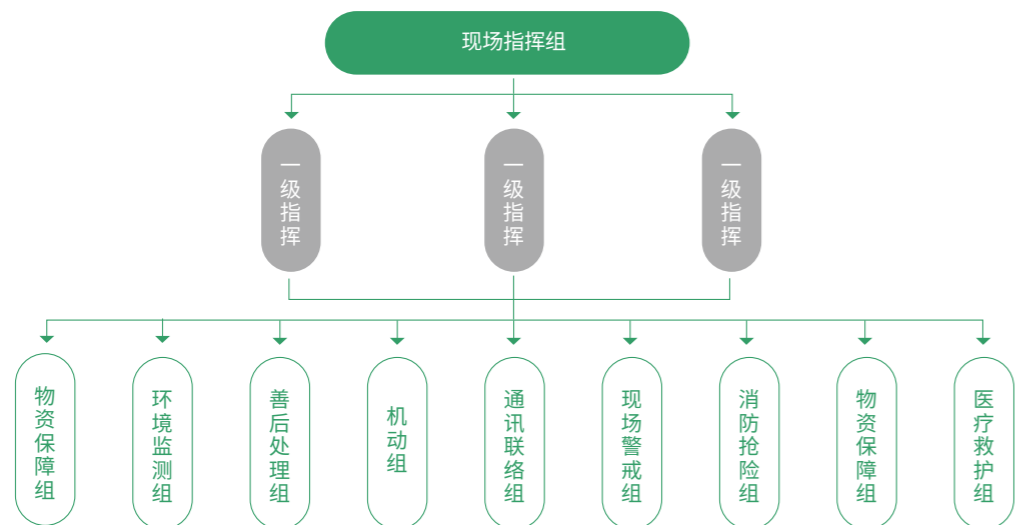 现场指挥组
一级指挥
一级指挥
一级指挥
物资保障组
环境监测组
善后处理组
机动组
通讯联络组
现场警戒组
消防抢险组
物资保障组
医疗救护组